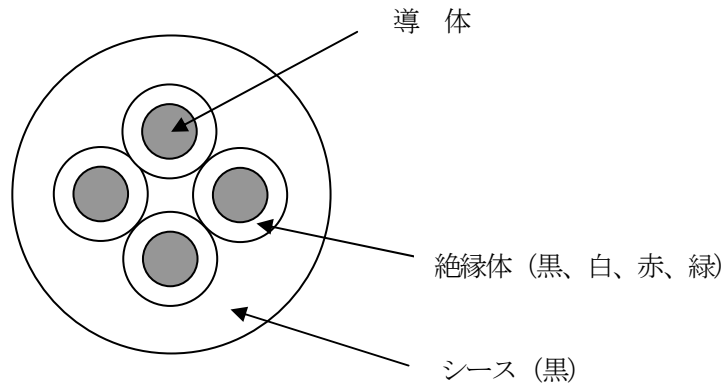 導　体
絶縁体（黒、白、赤、緑）
シース（黒）